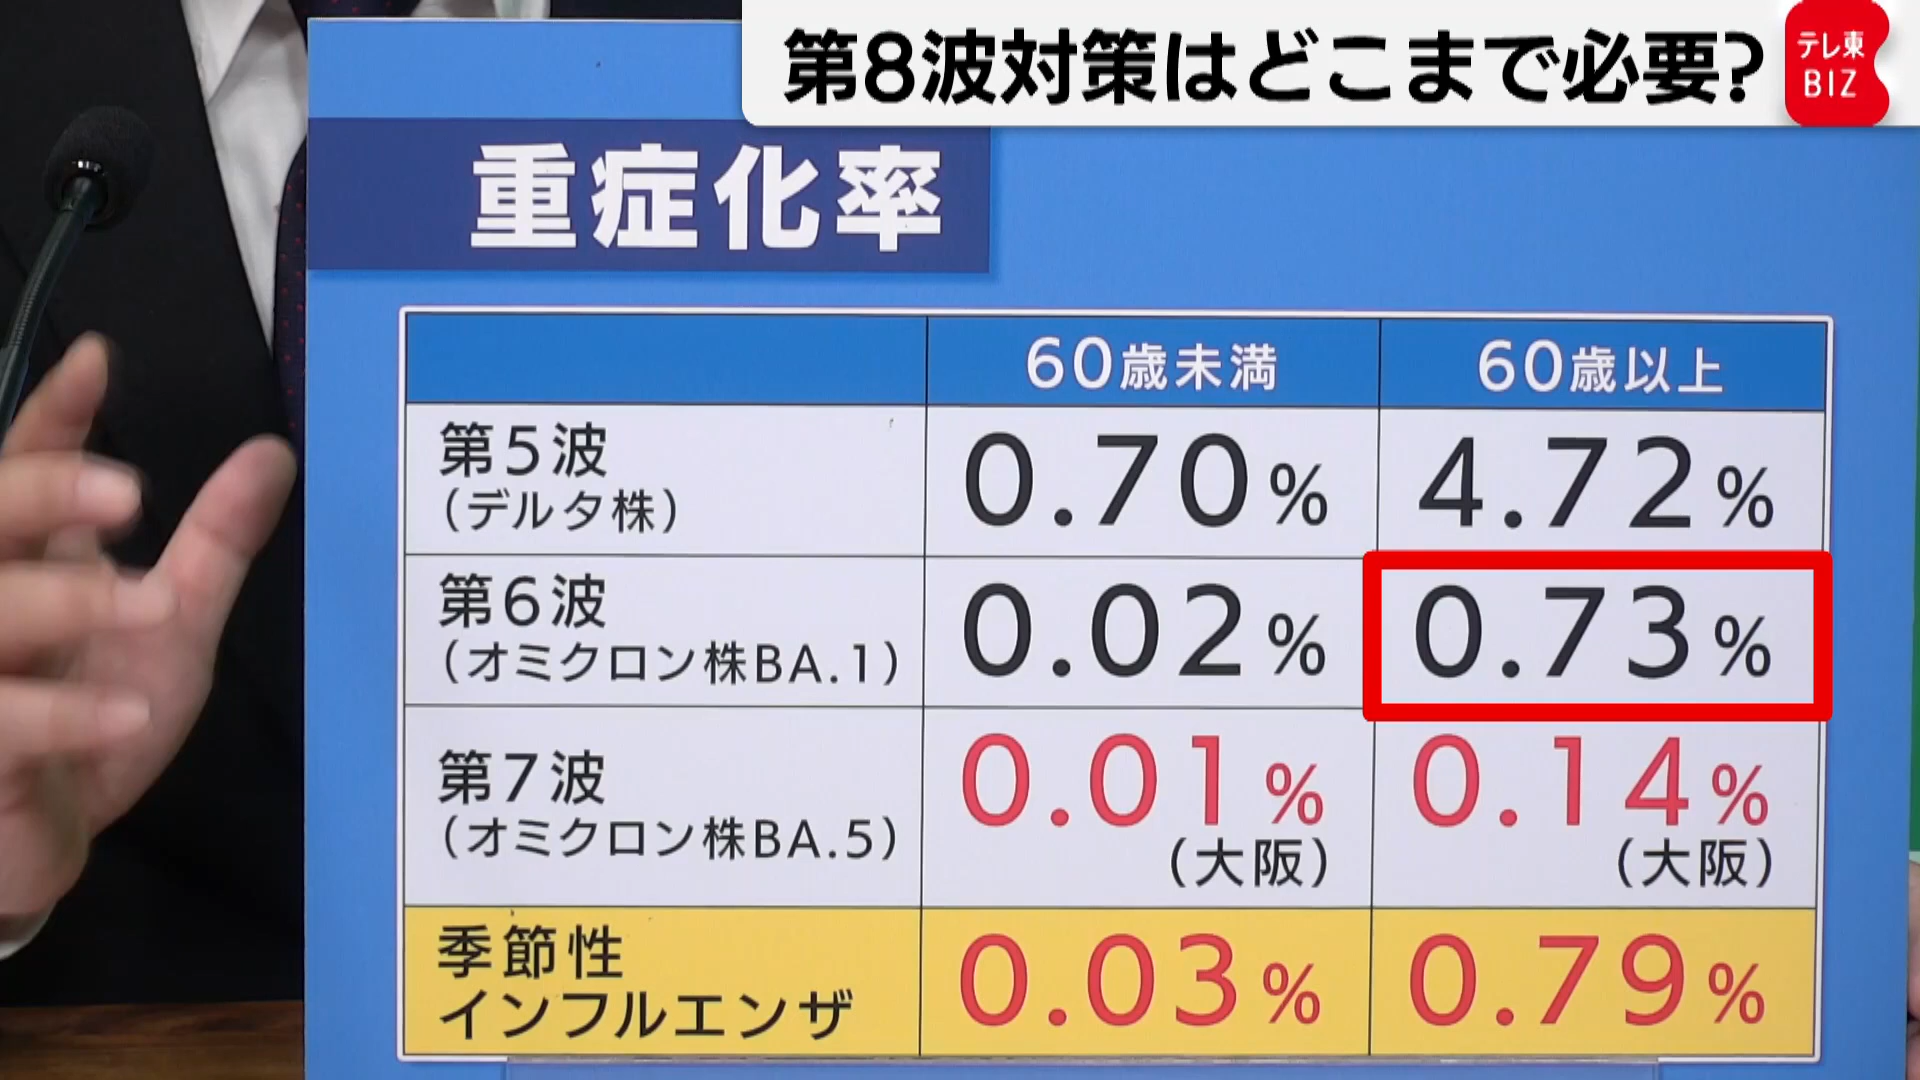 第8波対策はどこまで必要?
テレ東
BIZ
重症化率
60歳未満 60歳以上
第5波
(デルタ株) 0.70% 4.72%
第6波
(オミクロン株BA.1) 0.02% 0.73%
第7波
(オミクロン株BA.5) 0.01% 0.14%
(大阪) (大阪)
季節性
インフルエンザ 0.03% 0.79%